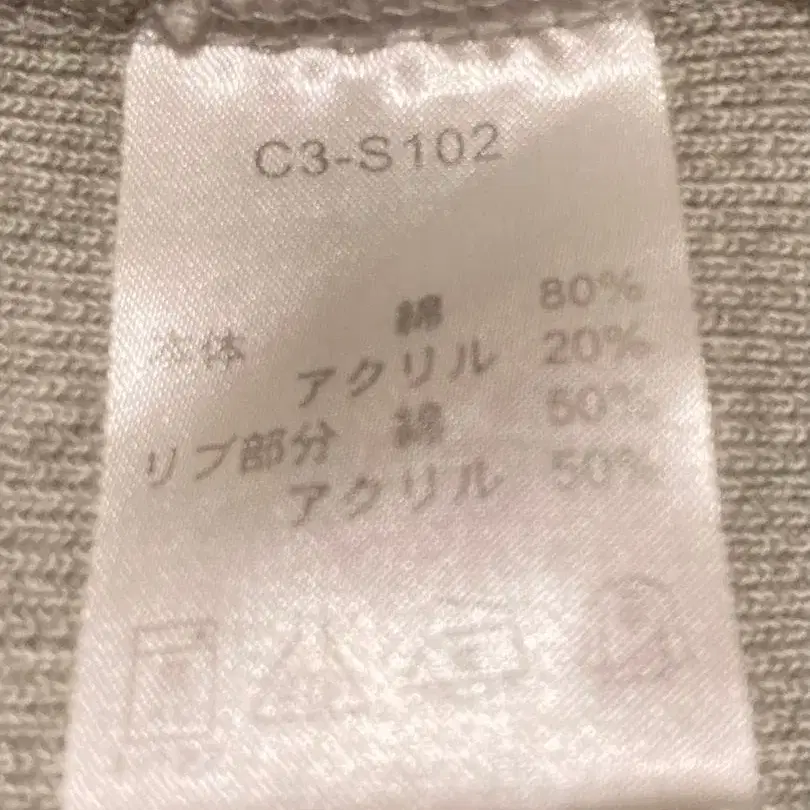 C3-S102
本体 綿 80%
アクリル 20%
リブ部分 綿 50%
アクリル 50%